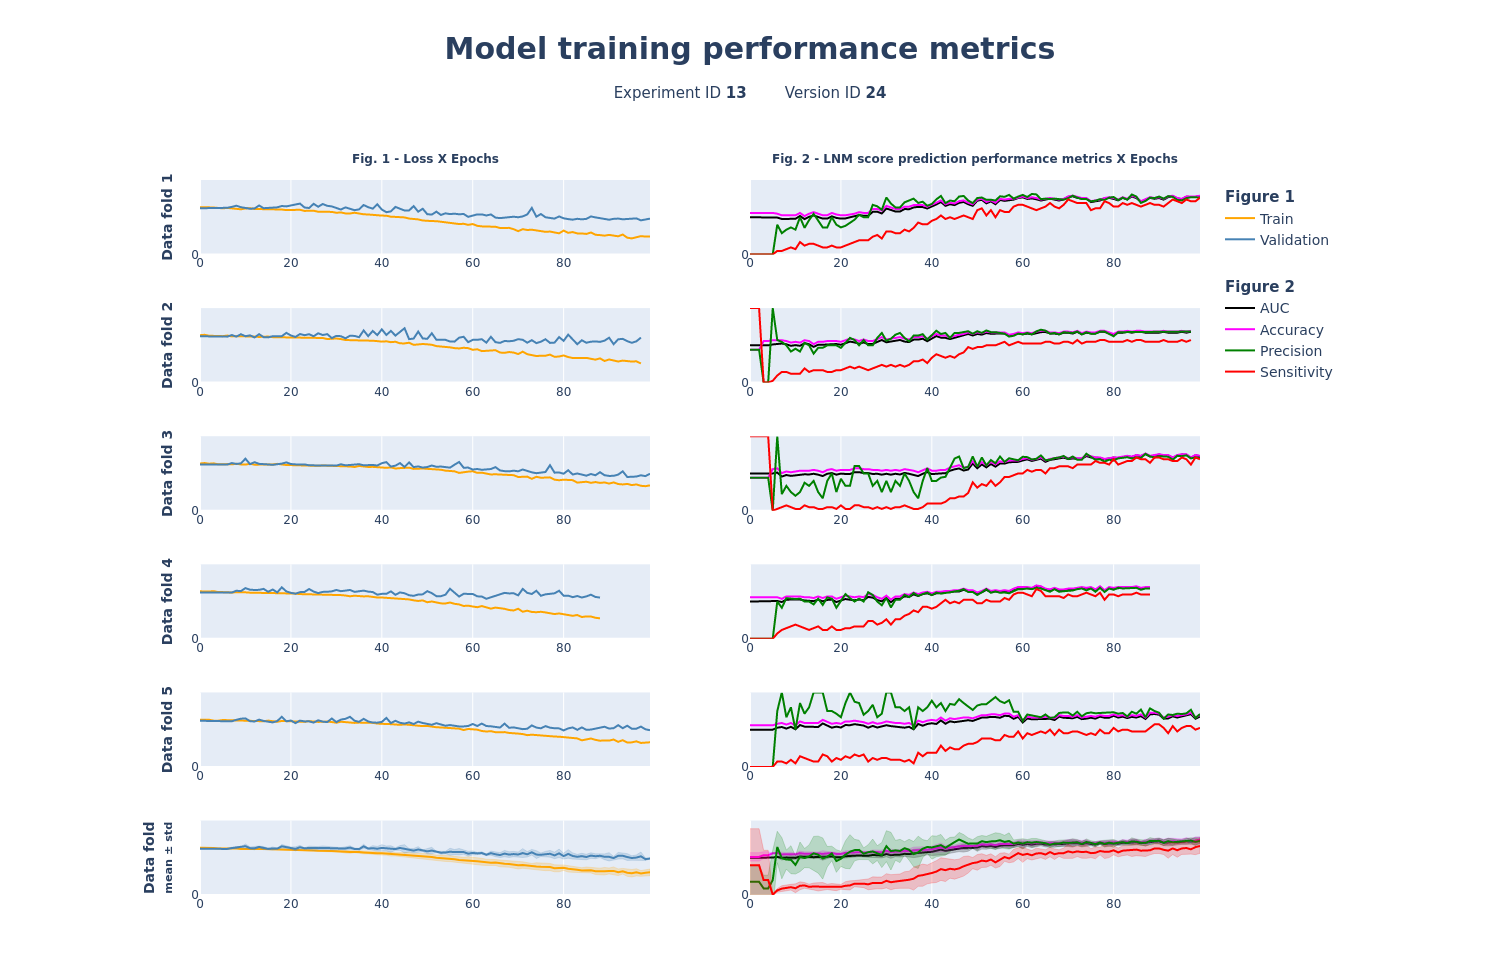 Model training performance metrics
Experiment ID 13 Version ID 24
Fig. 1 - Loss X Epochs
Fig. 2 - LNM score prediction performance metrics X Epochs
Data fold 1
0
0 20 40 60 80
0
0 20 40 60 80
Figure 1
Train
Validation
Figure 2
AUC
Accuracy
Precision
Sensitivity
Data fold 2
0
0 20 40 60 80
0
0 20 40 60 80
Data fold 3
0
0 20 40 60 80
0
0 20 40 60 80
Data fold 4
0
0 20 40 60 80
0
0 20 40 60 80
Data fold 5
0
0 20 40 60 80
0
0 20 40 60 80
Data fold
mean ± std
0
0 20 40 60 80
0
0 20 40 60 80